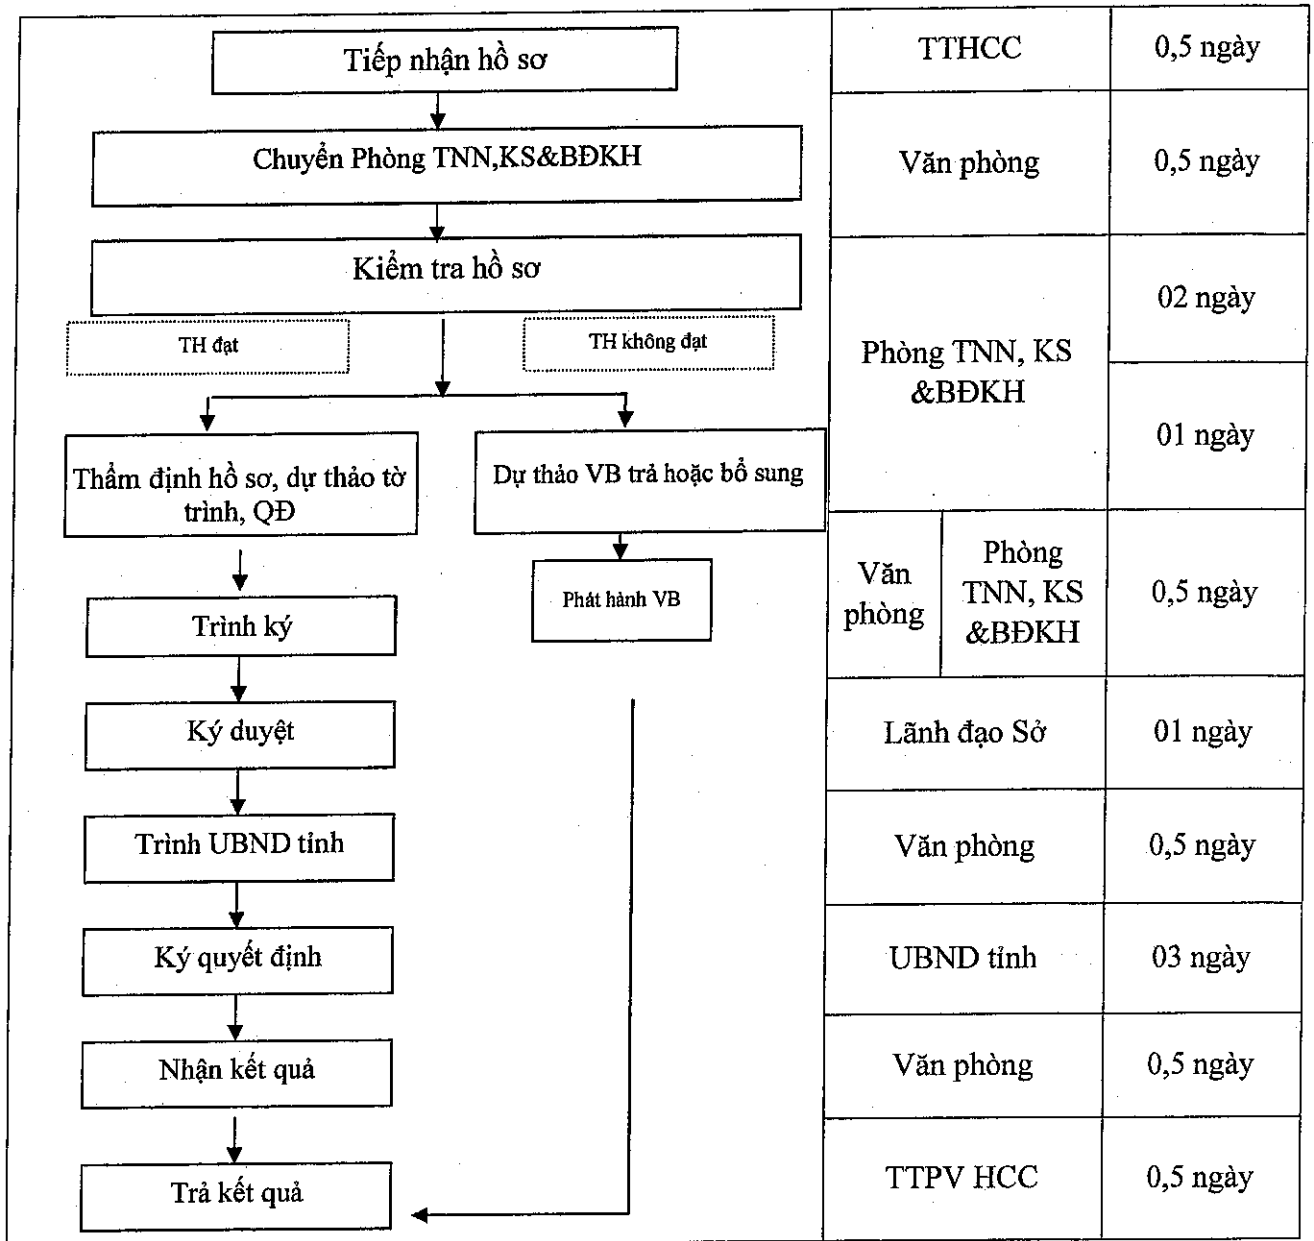 Tiếp nhận hồ sơ
TTHCC
0,5 ngày
Chuyển Phòng TNN,KS&BĐKH
Văn phòng
0,5 ngày
Kiểm tra hồ sơ
02 ngày
TH đạt
TH không đạt
Phòng TNN, KS
&BĐKH
01 ngày
Thẩm định hồ sơ, dự thảo tờ
trình, QĐ
Dự thảo VB trả hoặc bổ sung
Phát hành VB
Văn
phòng
Phòng
TNN, KS
&BĐKH
0,5 ngày
Trình ký
Ký duyệt
Lãnh đạo Sở
01 ngày
Trình UBND tỉnh
Văn phòng
0,5 ngày
Ký quyết định
UBND tỉnh
03 ngày
Nhận kết quả
Văn phòng
0,5 ngày
Trả kết quả
TTPV HCC
0,5 ngày